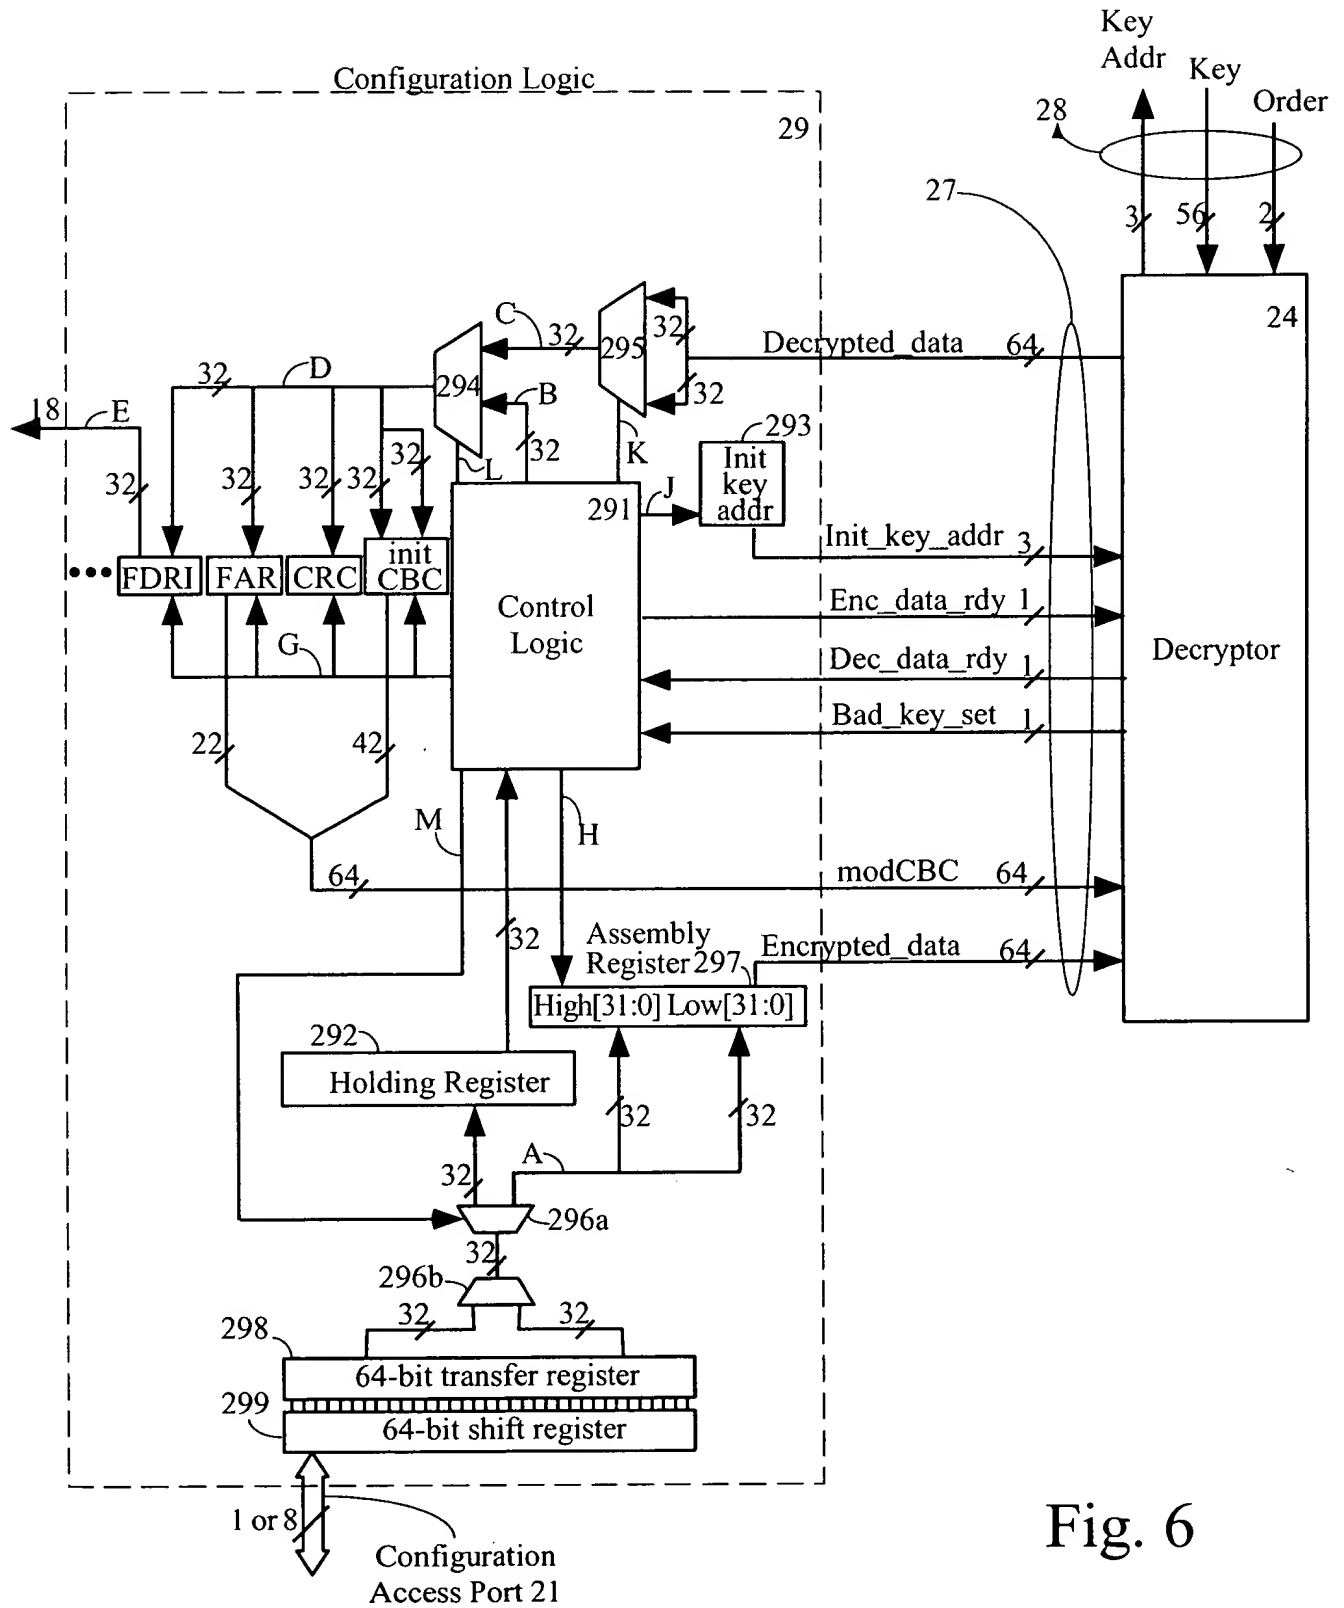 Key
Addr
Key
Order
Configuration Logic
29
28
27
3
56
2
24
C
32
295
32
32
Decrypted_data
64
294
B
32
D
32
L
K
18
E
32
32
32
32
32
293
Init
key
addr
J
291
Init_key_addr
3
FDRI
FAR
CRC
init
CBC
Control
Logic
Enc_data_rdy
1
Dec_data_rdy
1
Bad_key_set
1
Decryptor
G
22
42
M
H
64
modCBC
64
32
Assembly
Register 297
Encrypted_data
64
High[31:0] Low[31:0]
292
Holding Register
32
32
A
32
296a
32
296b
32
32
298
64-bit transfer register
299
64-bit shift register
1 or 8
Configuration
Access Port 21
Fig. 6